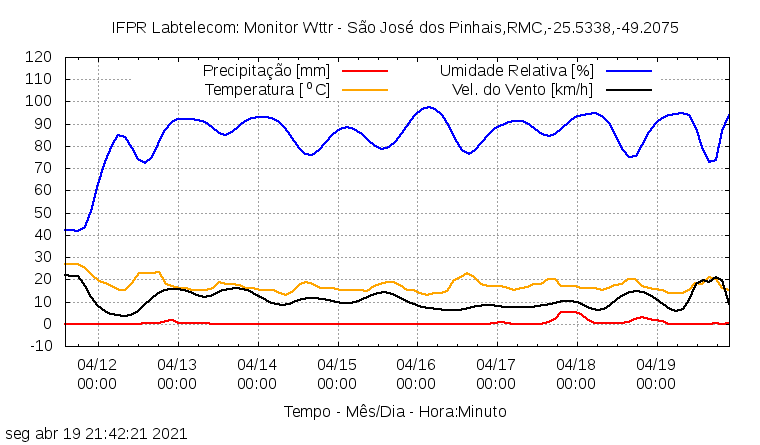 IFPR Labtelecom: Monitor Wttr - São José dos Pinhais,RMC,-25.5338,-49.2075
120
110
100
90
80
70
60
50
40
30
20
10
0
-10
Precipitação [mm]
Temperatura [⁰C]
Umidade Relativa [%]
Vel. do Vento [km/h]
04/12 04/13 04/14 04/15 04/16 04/17 04/18 04/19
00:00 00:00 00:00 00:00 00:00 00:00 00:00 00:00
Tempo - Mês/Dia - Hora:Minuto
seg abr 19 21:42:21 2021